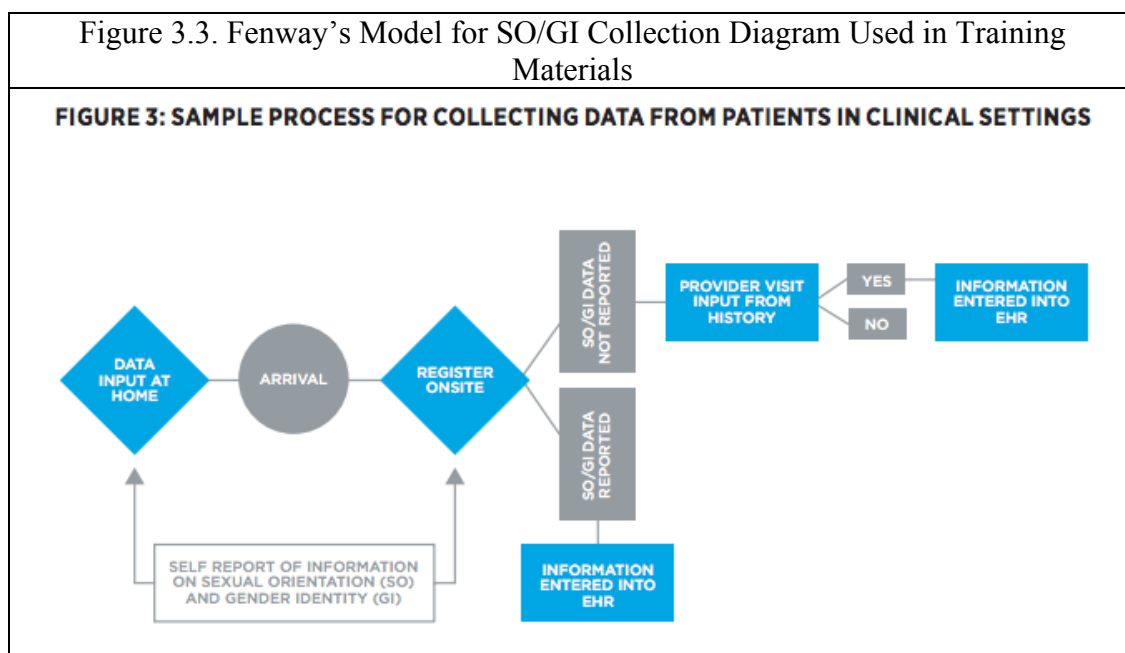 Figure 3.3. Fenway's Model for SO/GI Collection Diagram Used in Training
Materials
FIGURE 3: SAMPLE PROCESS FOR COLLECTING DATA FROM PATIENTS IN CLINICAL SETTINGS
DATA
INPUT AT
HOME
ARRIVAL
REGISTER
ONSITE
SO/GI DATA
NOT REPORTED
PROVIDER VISIT
INPUT FROM
HISTORY
YES
NO
INFORMATION
ENTERED INTO
EHR
SO/GI DATA
REPORTED
INFORMATION
ENTERED INTO
EHR
SELF REPORT OF INFORMATION
ON SEXUAL ORIENTATION (SO)
AND GENDER IDENTITY (GI)